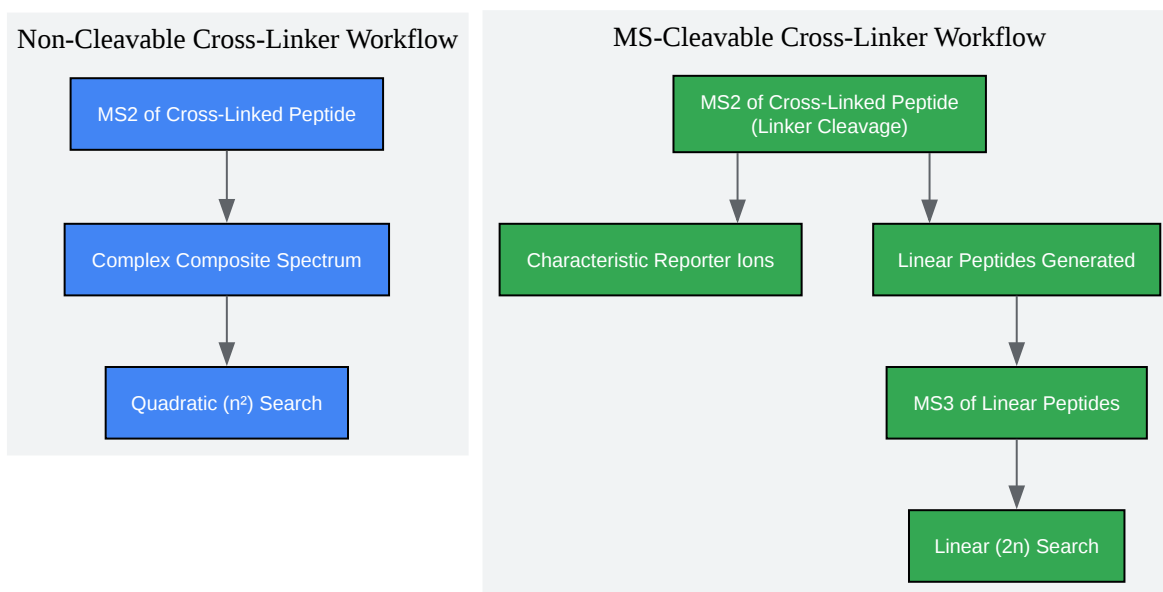 Non-Cleavable Cross-Linker Workflow
MS2 of Cross-Linked Peptide
Complex Composite Spectrum
Quadratic (n²) Search
MS-Cleavable Cross-Linker Workflow
MS2 of Cross-Linked Peptide
(Linker Cleavage)
Characteristic Reporter Ions
Linear Peptides Generated
MS3 of Linear Peptides
Linear (2n) Search